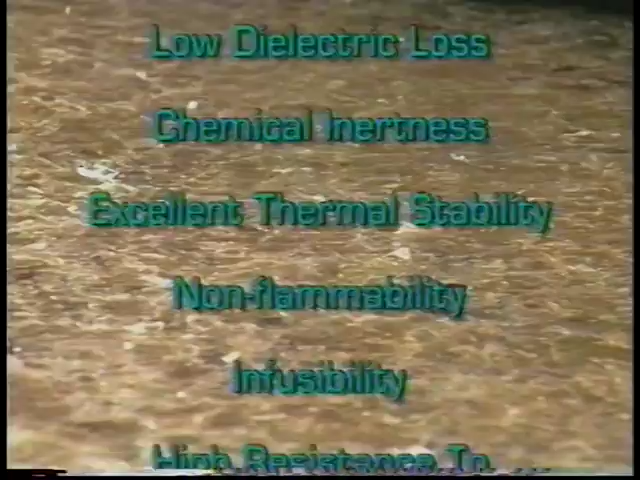 Low Dielectric Loss
Chemical Inertness
Excellent Thermal Stability
Non-flammability
Infusibility
High Resistance To